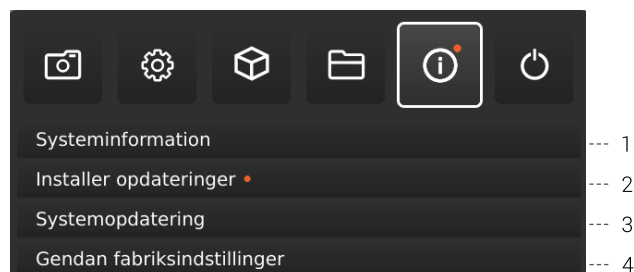 Systeminformation --- 1
Installer opdateringer --- 2
Systemopdatering --- 3
Gendan fabriksindstillinger --- 4